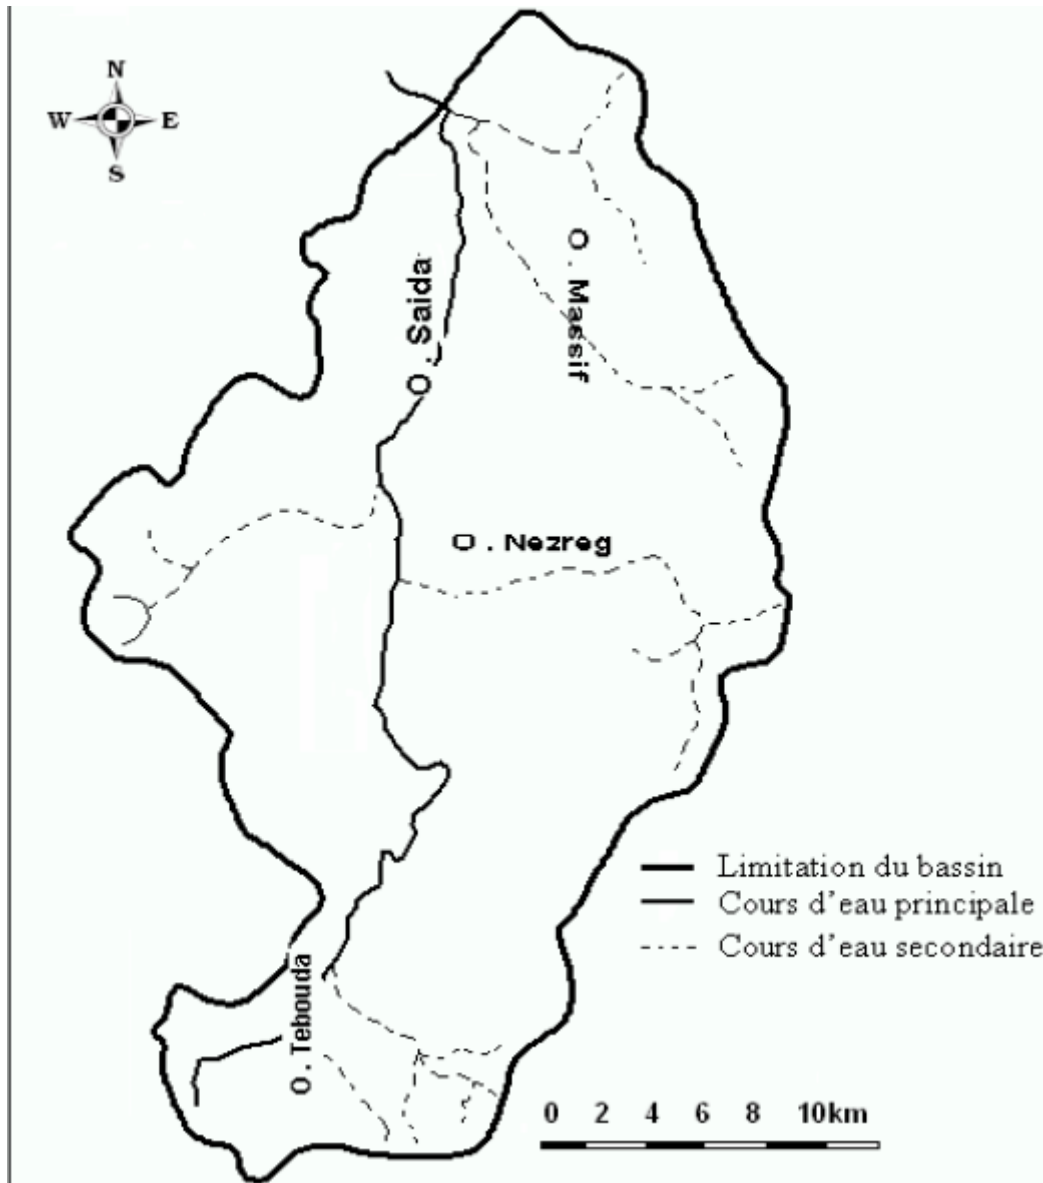 N
W E
S
O . Saida
O . Massif
O . Nezreg
O . Tebouda
Limitation du bassin
Cours d'eau principale
Cours d'eau secondaire
0 2 4 6 8 10km